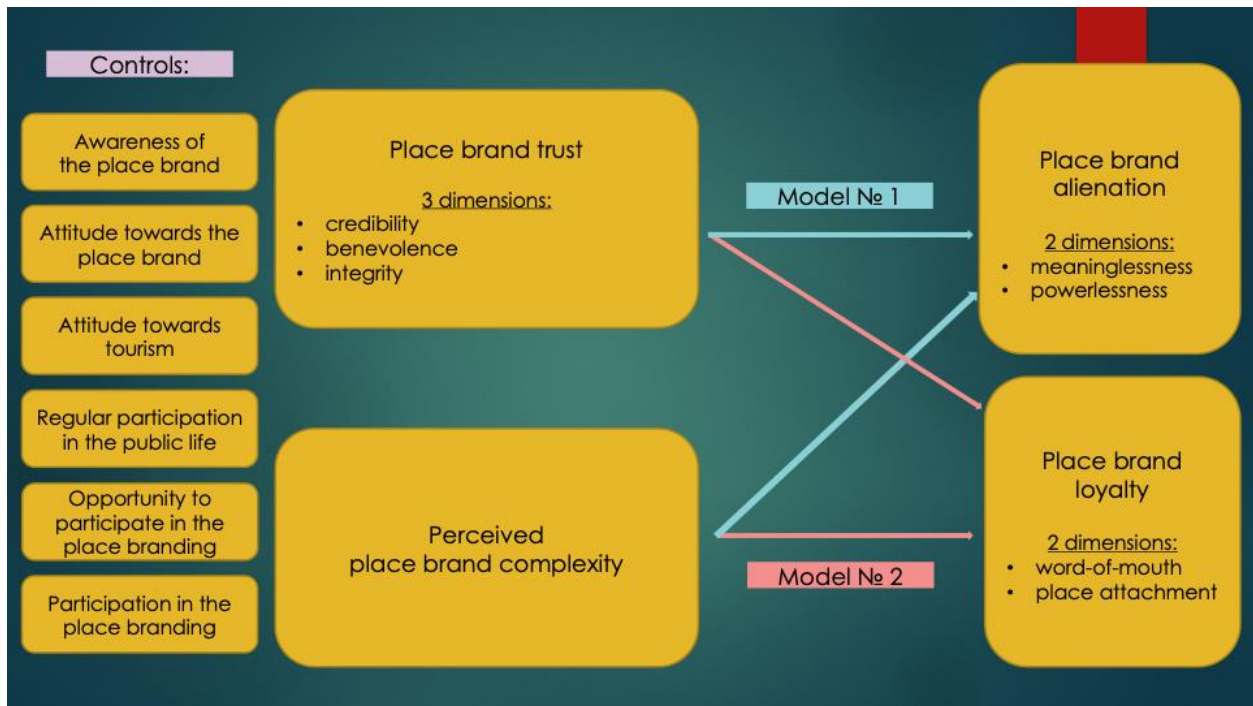 Controls:
Awareness of
the place brand
Attitude towards the
place brand
Attitude towards
tourism
Regular participation
in the public life
Opportunity to
participate in the
place branding
Participation in the
place branding
Place brand trust
3 dimensions:
• credibility
• benevolence
• integrity
Perceived
place brand complexity
Model № 1
Model № 2
Place brand
alienation
2 dimensions:
• meaninglessness
• powerlessness
Place brand
loyalty
2 dimensions:
• word-of-mouth
• place attachment